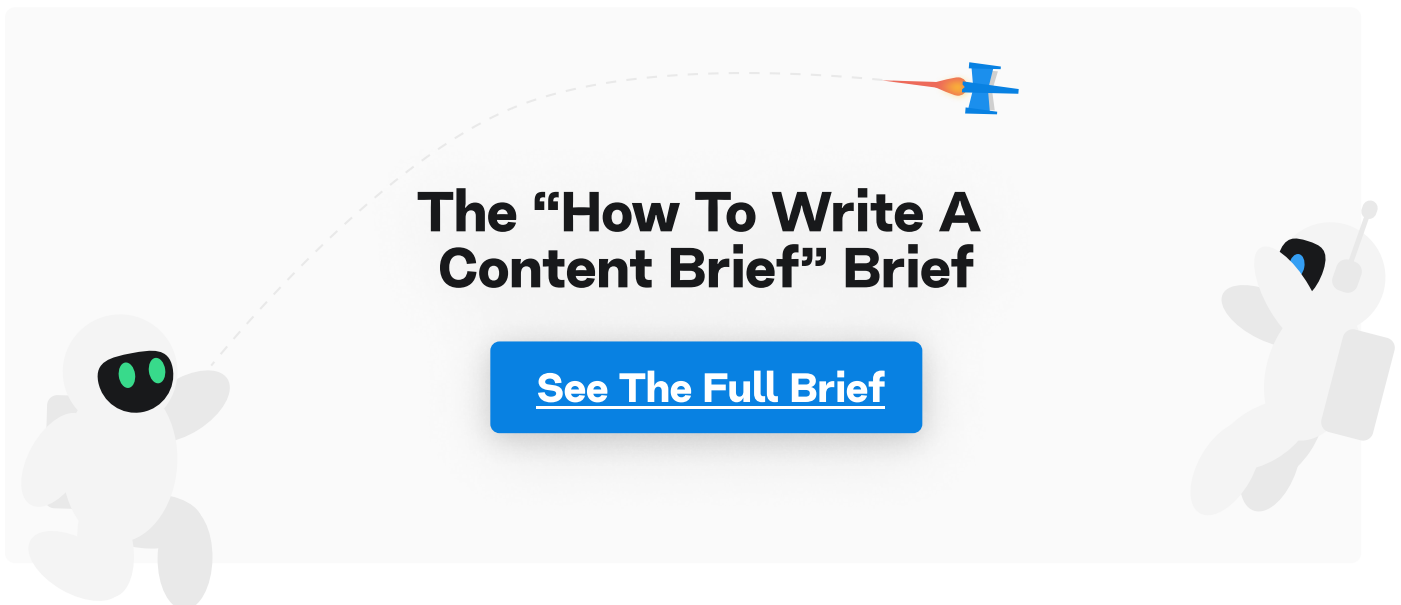 The “How To Write A
Content Brief” Brief
See The Full Brief